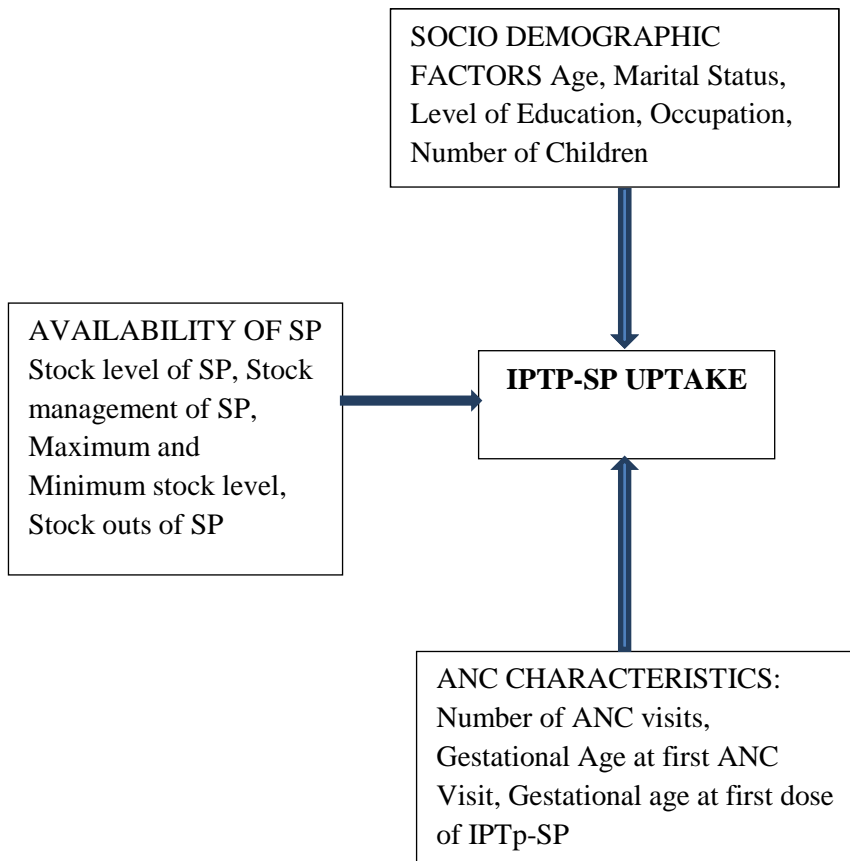 SOCIO DEMOGRAPHIC
FACTORS Age, Marital Status,
Level of Education, Occupation,
Number of Children
AVAILABILITY OF SP
Stock level of SP, Stock
management of SP,
Maximum and
Minimum stock level,
Stock outs of SP
IPTP-SP UPTAKE
ANC CHARACTERISTICS:
Number of ANC visits,
Gestational Age at first ANC
Visit, Gestational age at first dose
of IPTp-SP